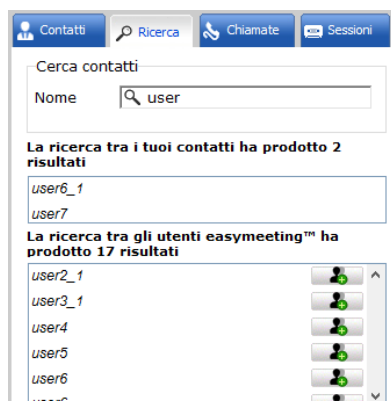 Contatti Ricerca Chiamate Sessioni
Cerca contatti
Nome user
La ricerca tra i tuoi contatti ha prodotto 2
risultati
user6_1
user7
La ricerca tra gli utenti easymeeting™ ha
prodotto 17 risultati
user2_1
user3_1
user4
user5
user6